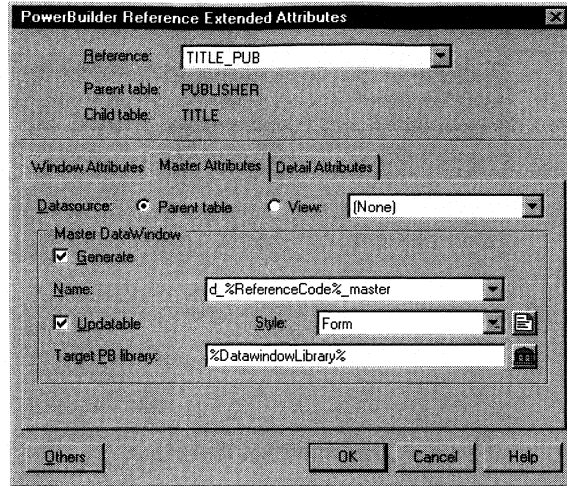 PowerBuilder Reference Extended Attributes
Reference: TITLE_PUB
Parent table: PUBLISHER
Child table: TITLE
Window Attributes Master Attributes Detail Attributes
Datasource: Parent table View: (None)
Master DataWindow
Generate
Name: d_%ReferenceCode%_master
Updatable Style: Form
Target PB library: %DatawindowLibrary%
Others OK Cancel Help